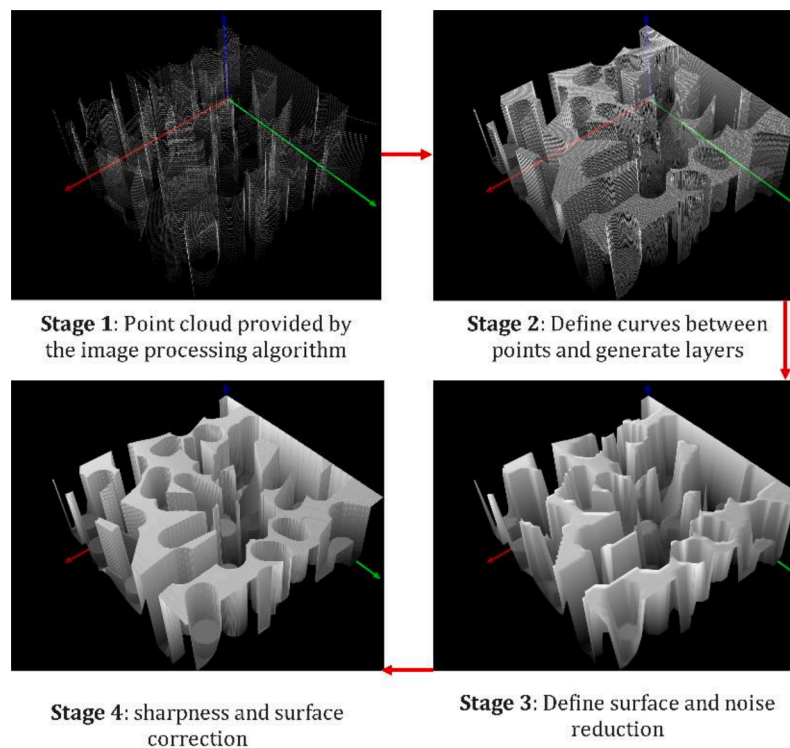 Stage 1: Point cloud provided by
the image processing algorithm
Stage 2: Define curves between
points and generate layers
Stage 4: sharpness and surface
correction
Stage 3: Define surface and noise
reduction